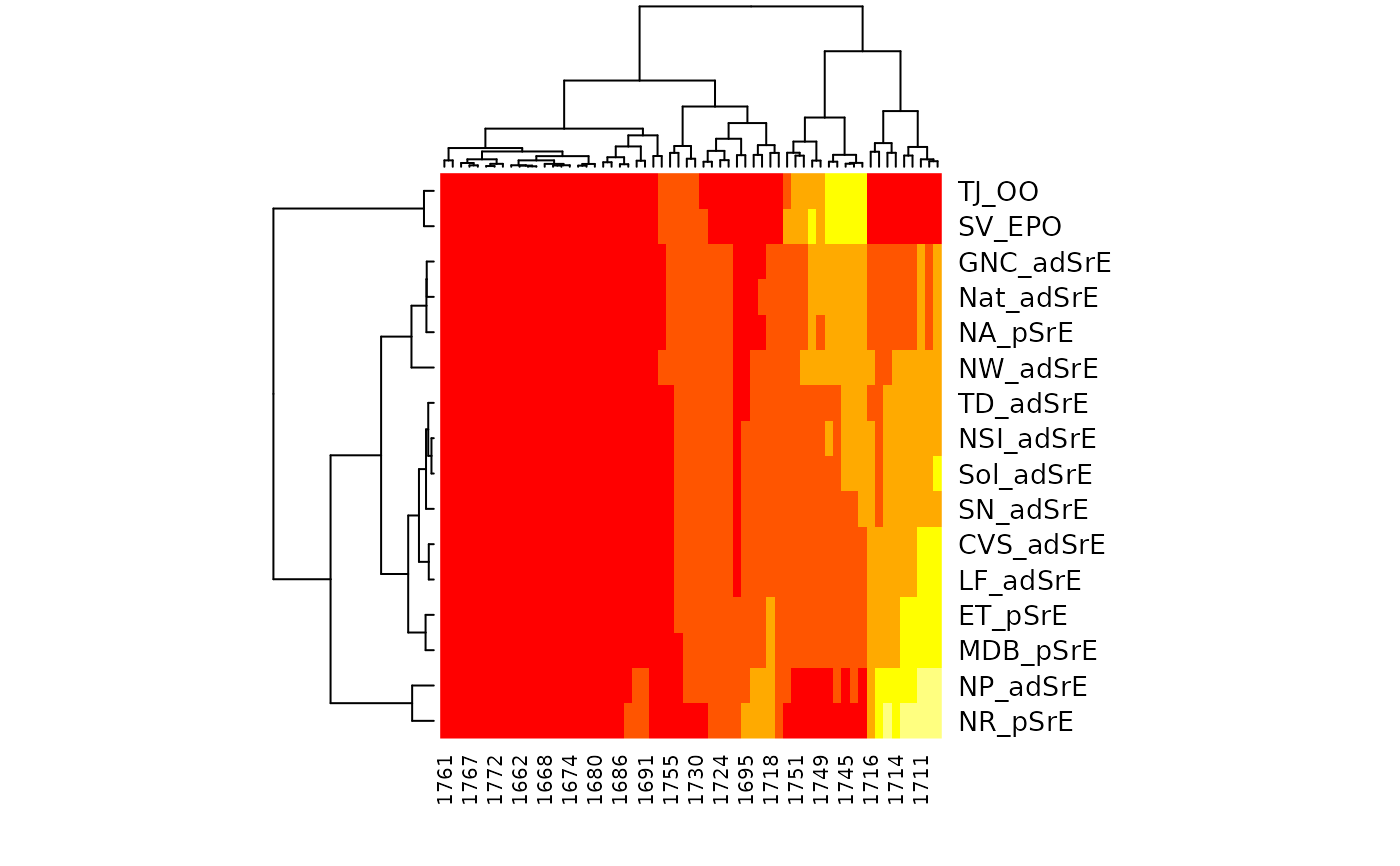 TJ_OO
SV_EPO
GNC_adSrE
Nat_adSrE
NA_pSrE
NW_adSrE
TD_adSrE
NSI_adSrE
Sol_adSrE
SN_adSrE
CVS_adSrE
LF_adSrE
ET_pSrE
MDB_pSrE
NP_adSrE
NR_pSrE
1761
1767
1772
1662
1668
1674
1680
1686
1691
1755
1730
1724
1695
1718
1751
1749
1745
1716
1714
1711